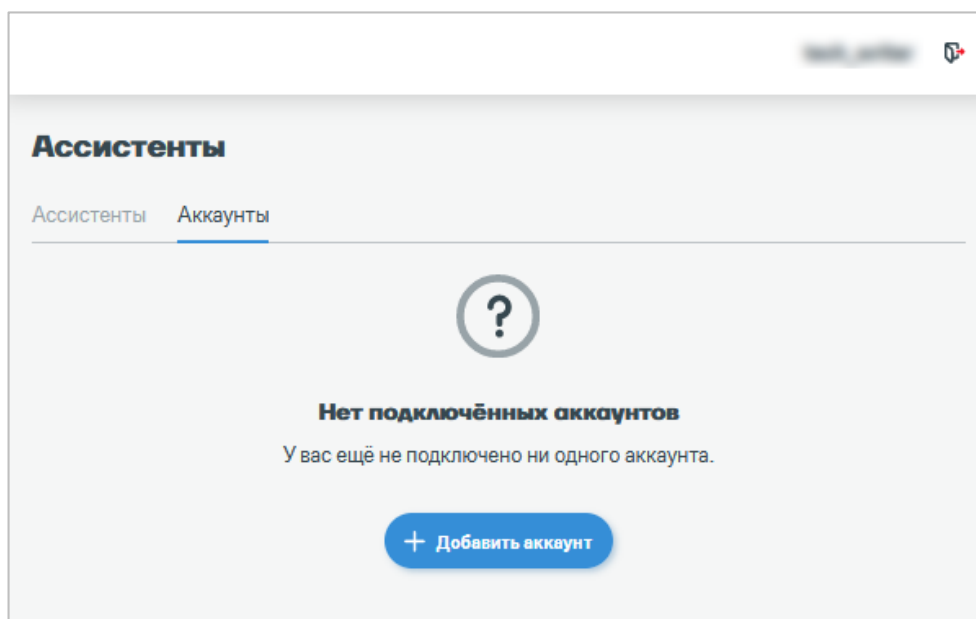 Ассистенты
Ассистенты Аккаунты
?
Нет подключённых аккаунтов
У вас ещё не подключено ни одного аккаунта.
+ Добавить аккаунт